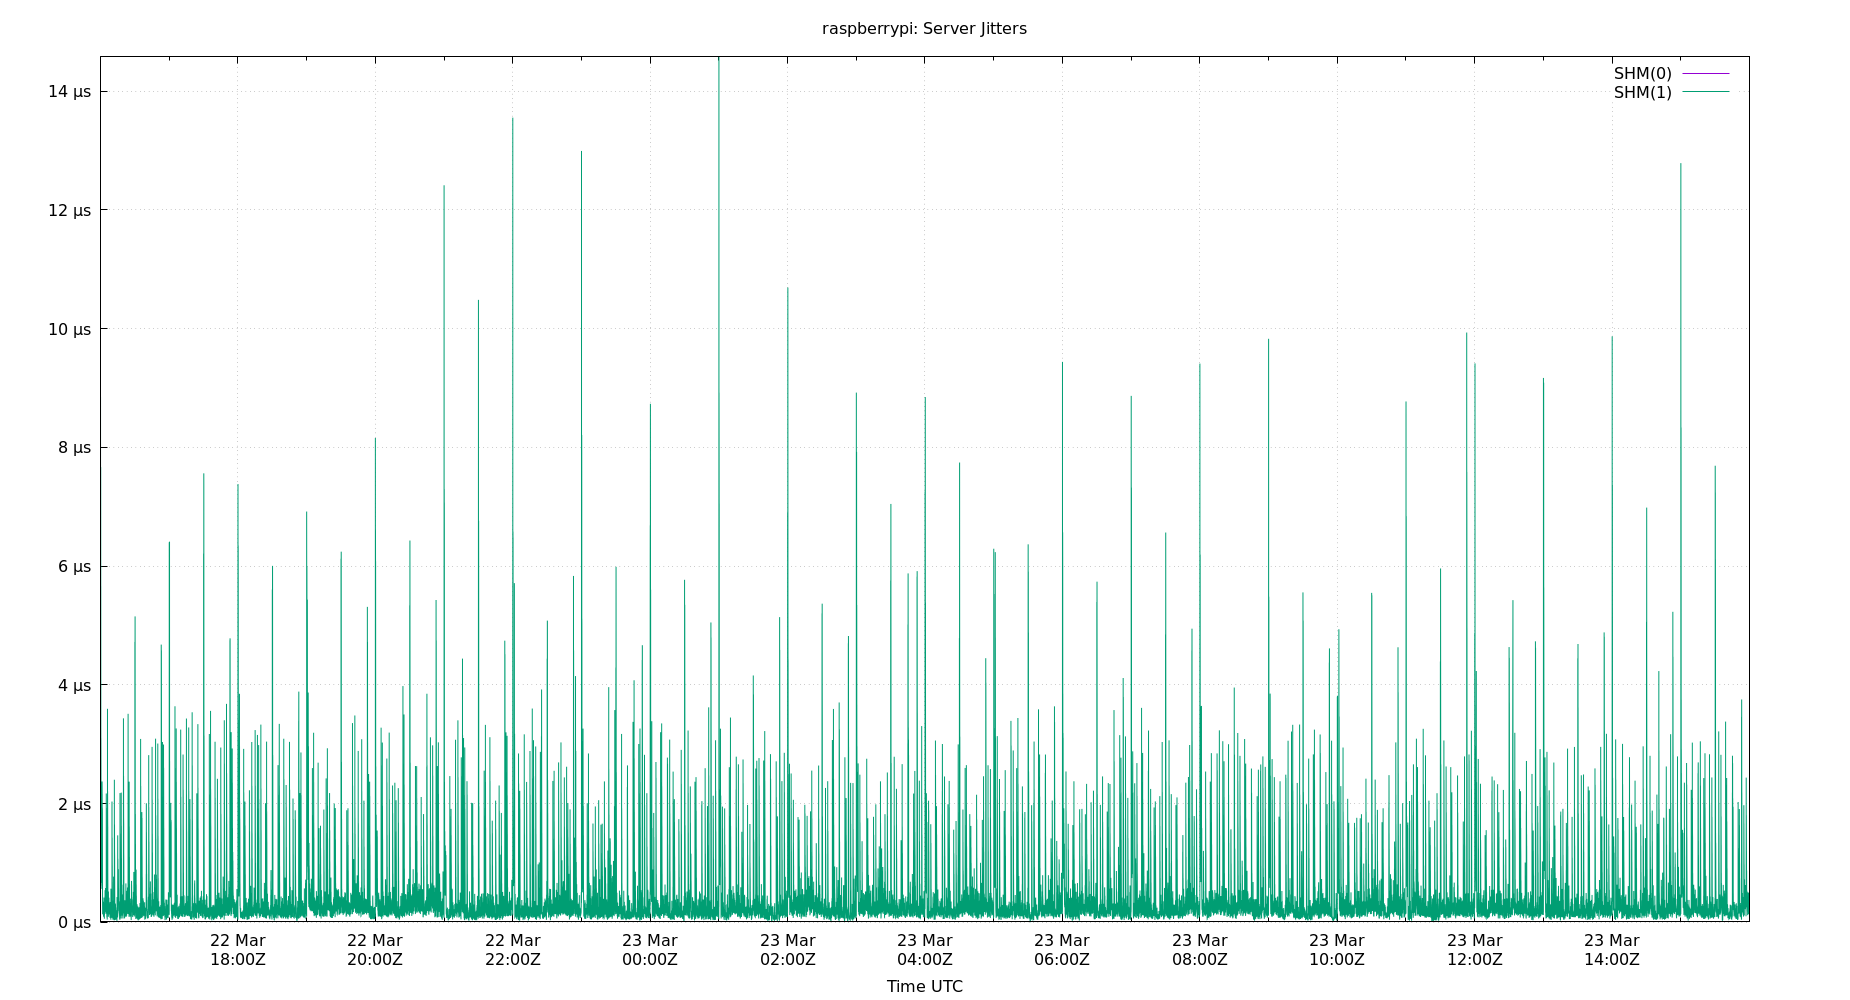 raspberrypi: Server Jitters
SHM(0)
SHM(1)
14 µs
12 µs
10 µs
8 µs
6 µs
4 µs
2 µs
0 µs
22 Mar 22 Mar 22 Mar 23 Mar 23 Mar 23 Mar 23 Mar 23 Mar 23 Mar 23 Mar 23 Mar
18:00Z 20:00Z 22:00Z 00:00Z 02:00Z 04:00Z 06:00Z 08:00Z 10:00Z 12:00Z 14:00Z
Time UTC